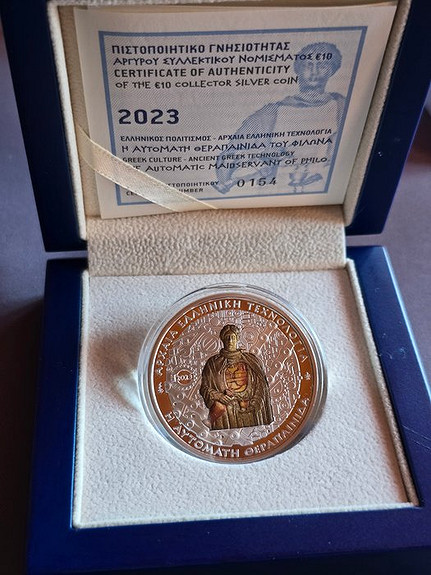 ΠΙΣΤΟΠΟΙΗΤΙΚΟ ΓΝΗΣΙΟΤΗΤΑΣ
ΑΡΓΥΡΟΥ ΣΥΛΛΕΚΤΙΚΟΥ ΝΟΜΙΣΜΑΤΟΣ €10
CERTIFICATE OF AUTHENTICITY
OF THE €10 COLLECTOR SILVER COIN
2023
ΕΛΛΗΝΙΚΟΣ ΠΟΛΙΤΙΣΜΟΣ - ΑΡΧΑΙΑ ΕΛΛΗΝΙΚΗ ΤΕΧΝΟΛΟΓΙΑ
Η ΑΥΤΟΜΑΤΗ ΘΕΡΑΠΑΙΝΙΔΑ ΤΟΥ ΦΙΛΩΝΑ
GREEK CULTURE - ANCIENT GREEK TECHNOLOGY
AUTOMATIC MAIDSERVANT OF PHILO
0154
ΑΡΧΑΙΑ ΕΛΛΗΝΙΚΗ ΤΕΧΝΟΛΟΓΙΑ
2023
Η ΑΥΤΟΜΑΤΗ ΘΕΡΑΠΑΙΝΙΔΑ